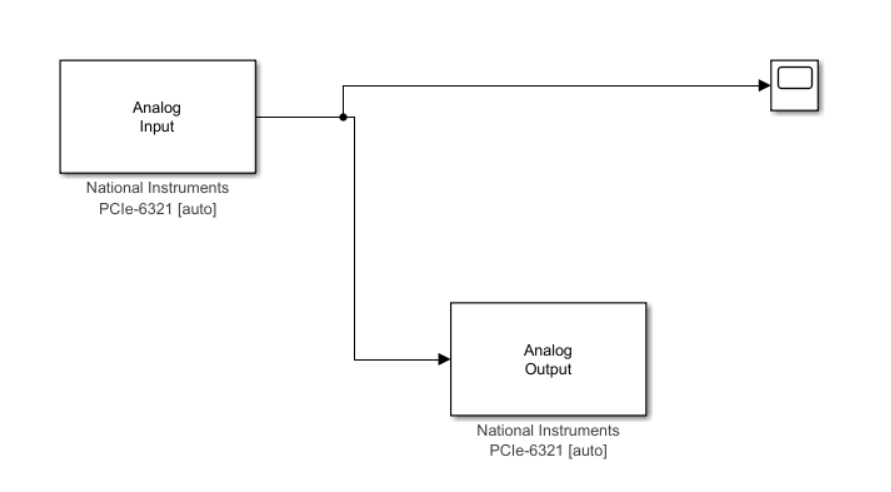 Analog
Input
National Instruments
PCIe-6321 [auto]
Analog
Output
National Instruments
PCIe-6321 [auto]